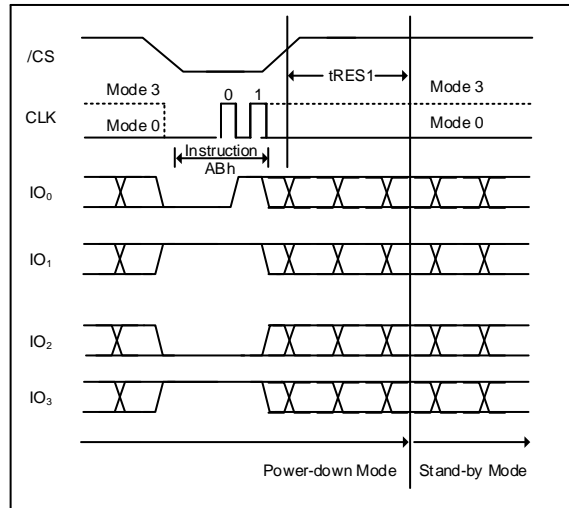 /CS
tRES1
Mode 3
0 1
Mode 3
CLK
Mode 0
Mode 0
Instruction
ABh
IO₀
IO₁
IO₂
IO₃
Power-down Mode
Stand-by Mode